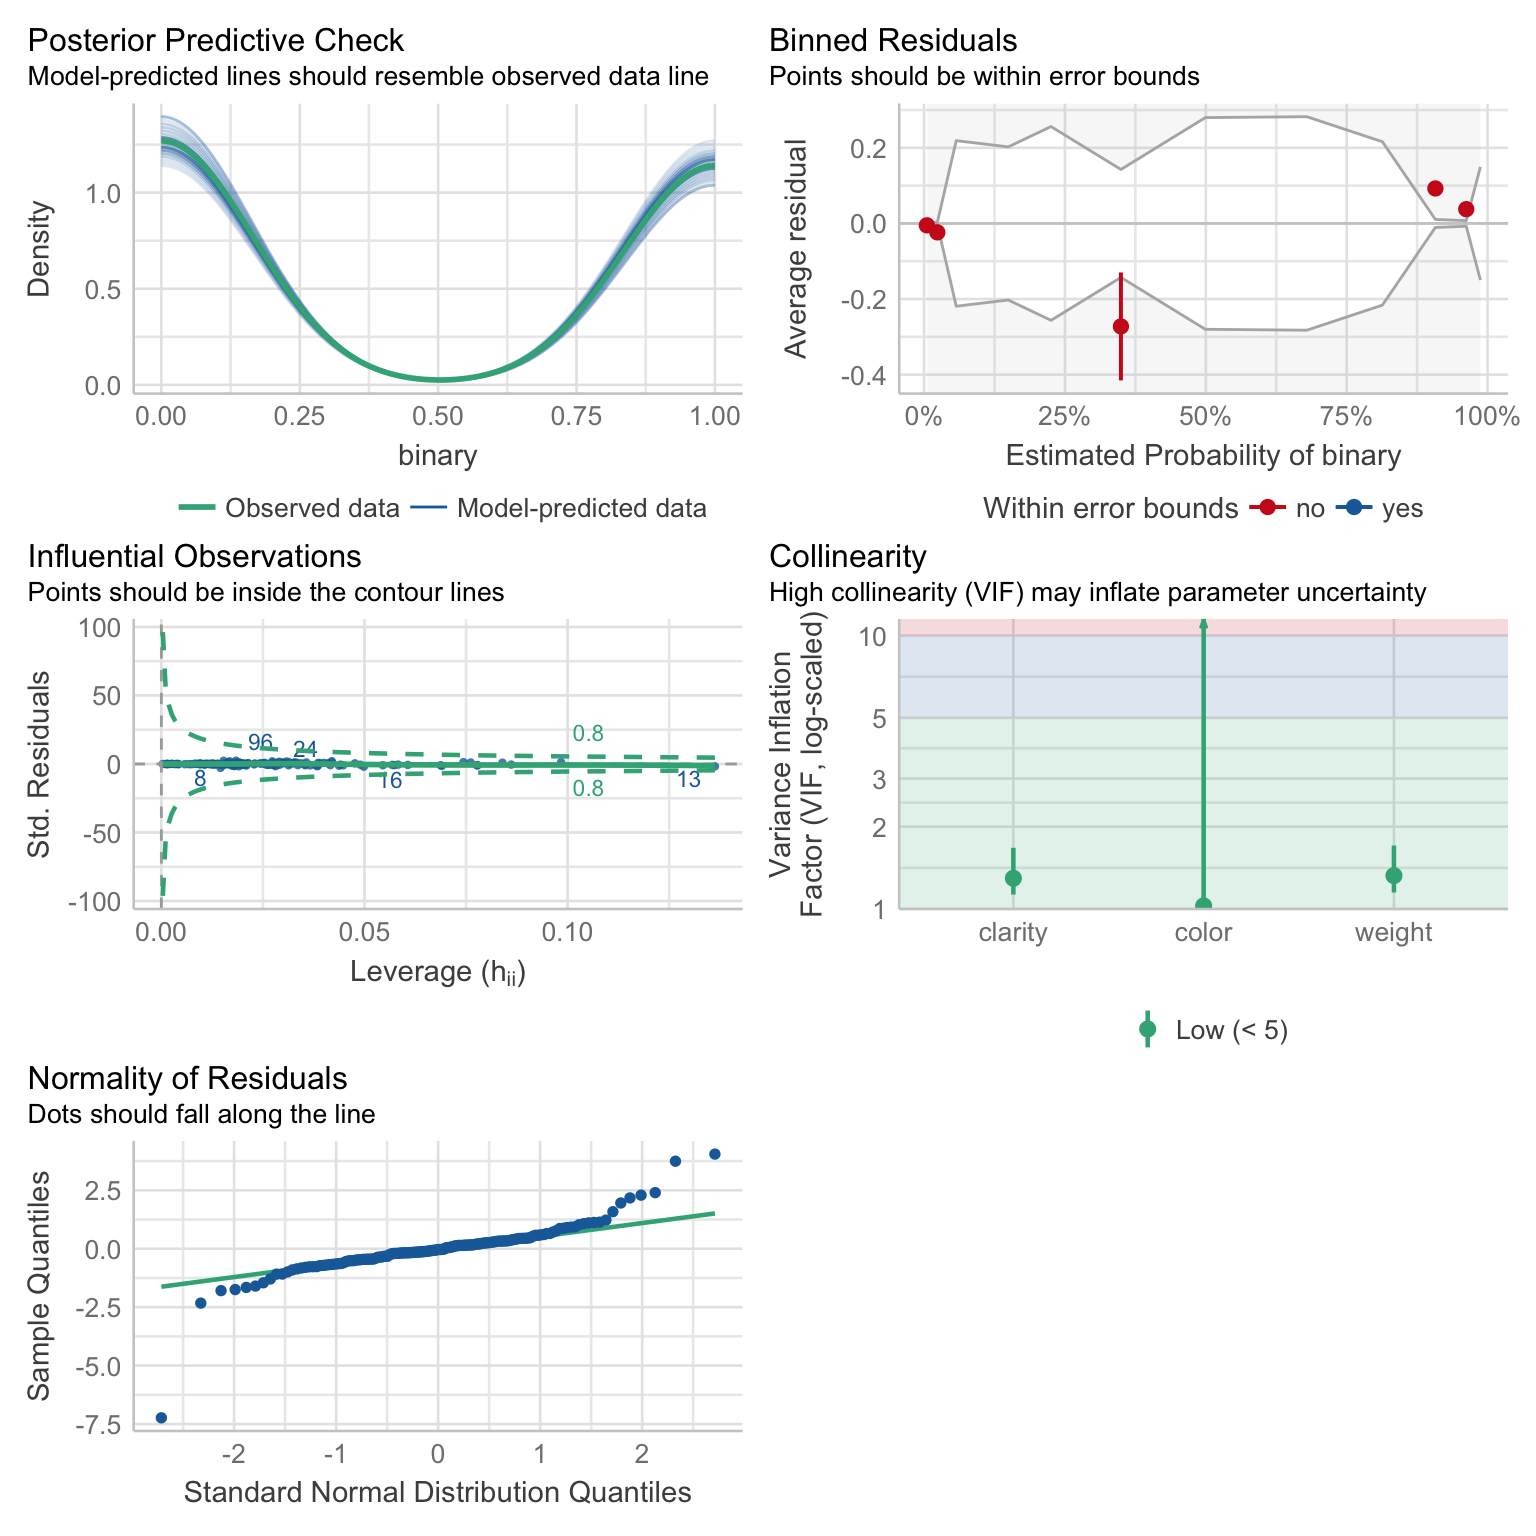 Posterior Predictive Check
Model-predicted lines should resemble observed data line
Density
1.0
0.5
0.0
0.00 0.25 0.50 0.75 1.00
binary
Observed data Model-predicted data
Binned Residuals
Points should be within error bounds
Average residual
0.2
0.0
-0.2
-0.4
0% 25% 50% 75% 100%
Estimated Probability of binary
Within error bounds no yes
Influential Observations
Points should be inside the contour lines
Std. Residuals
100
50
0
-50
-100
96 24 0.8
8 16 0.8 13
0.00 0.05 0.10
Leverage (hii)
Collinearity
High collinearity (VIF) may inflate parameter uncertainty
Variance Inflation
Factor (VIF, log-scaled)
10
5
3
2
1
clarity color weight
Low (< 5)
Normality of Residuals
Dots should fall along the line
Sample Quantiles
2.5
0.0
-2.5
-5.0
-7.5
-2 -1 0 1 2
Standard Normal Distribution Quantiles